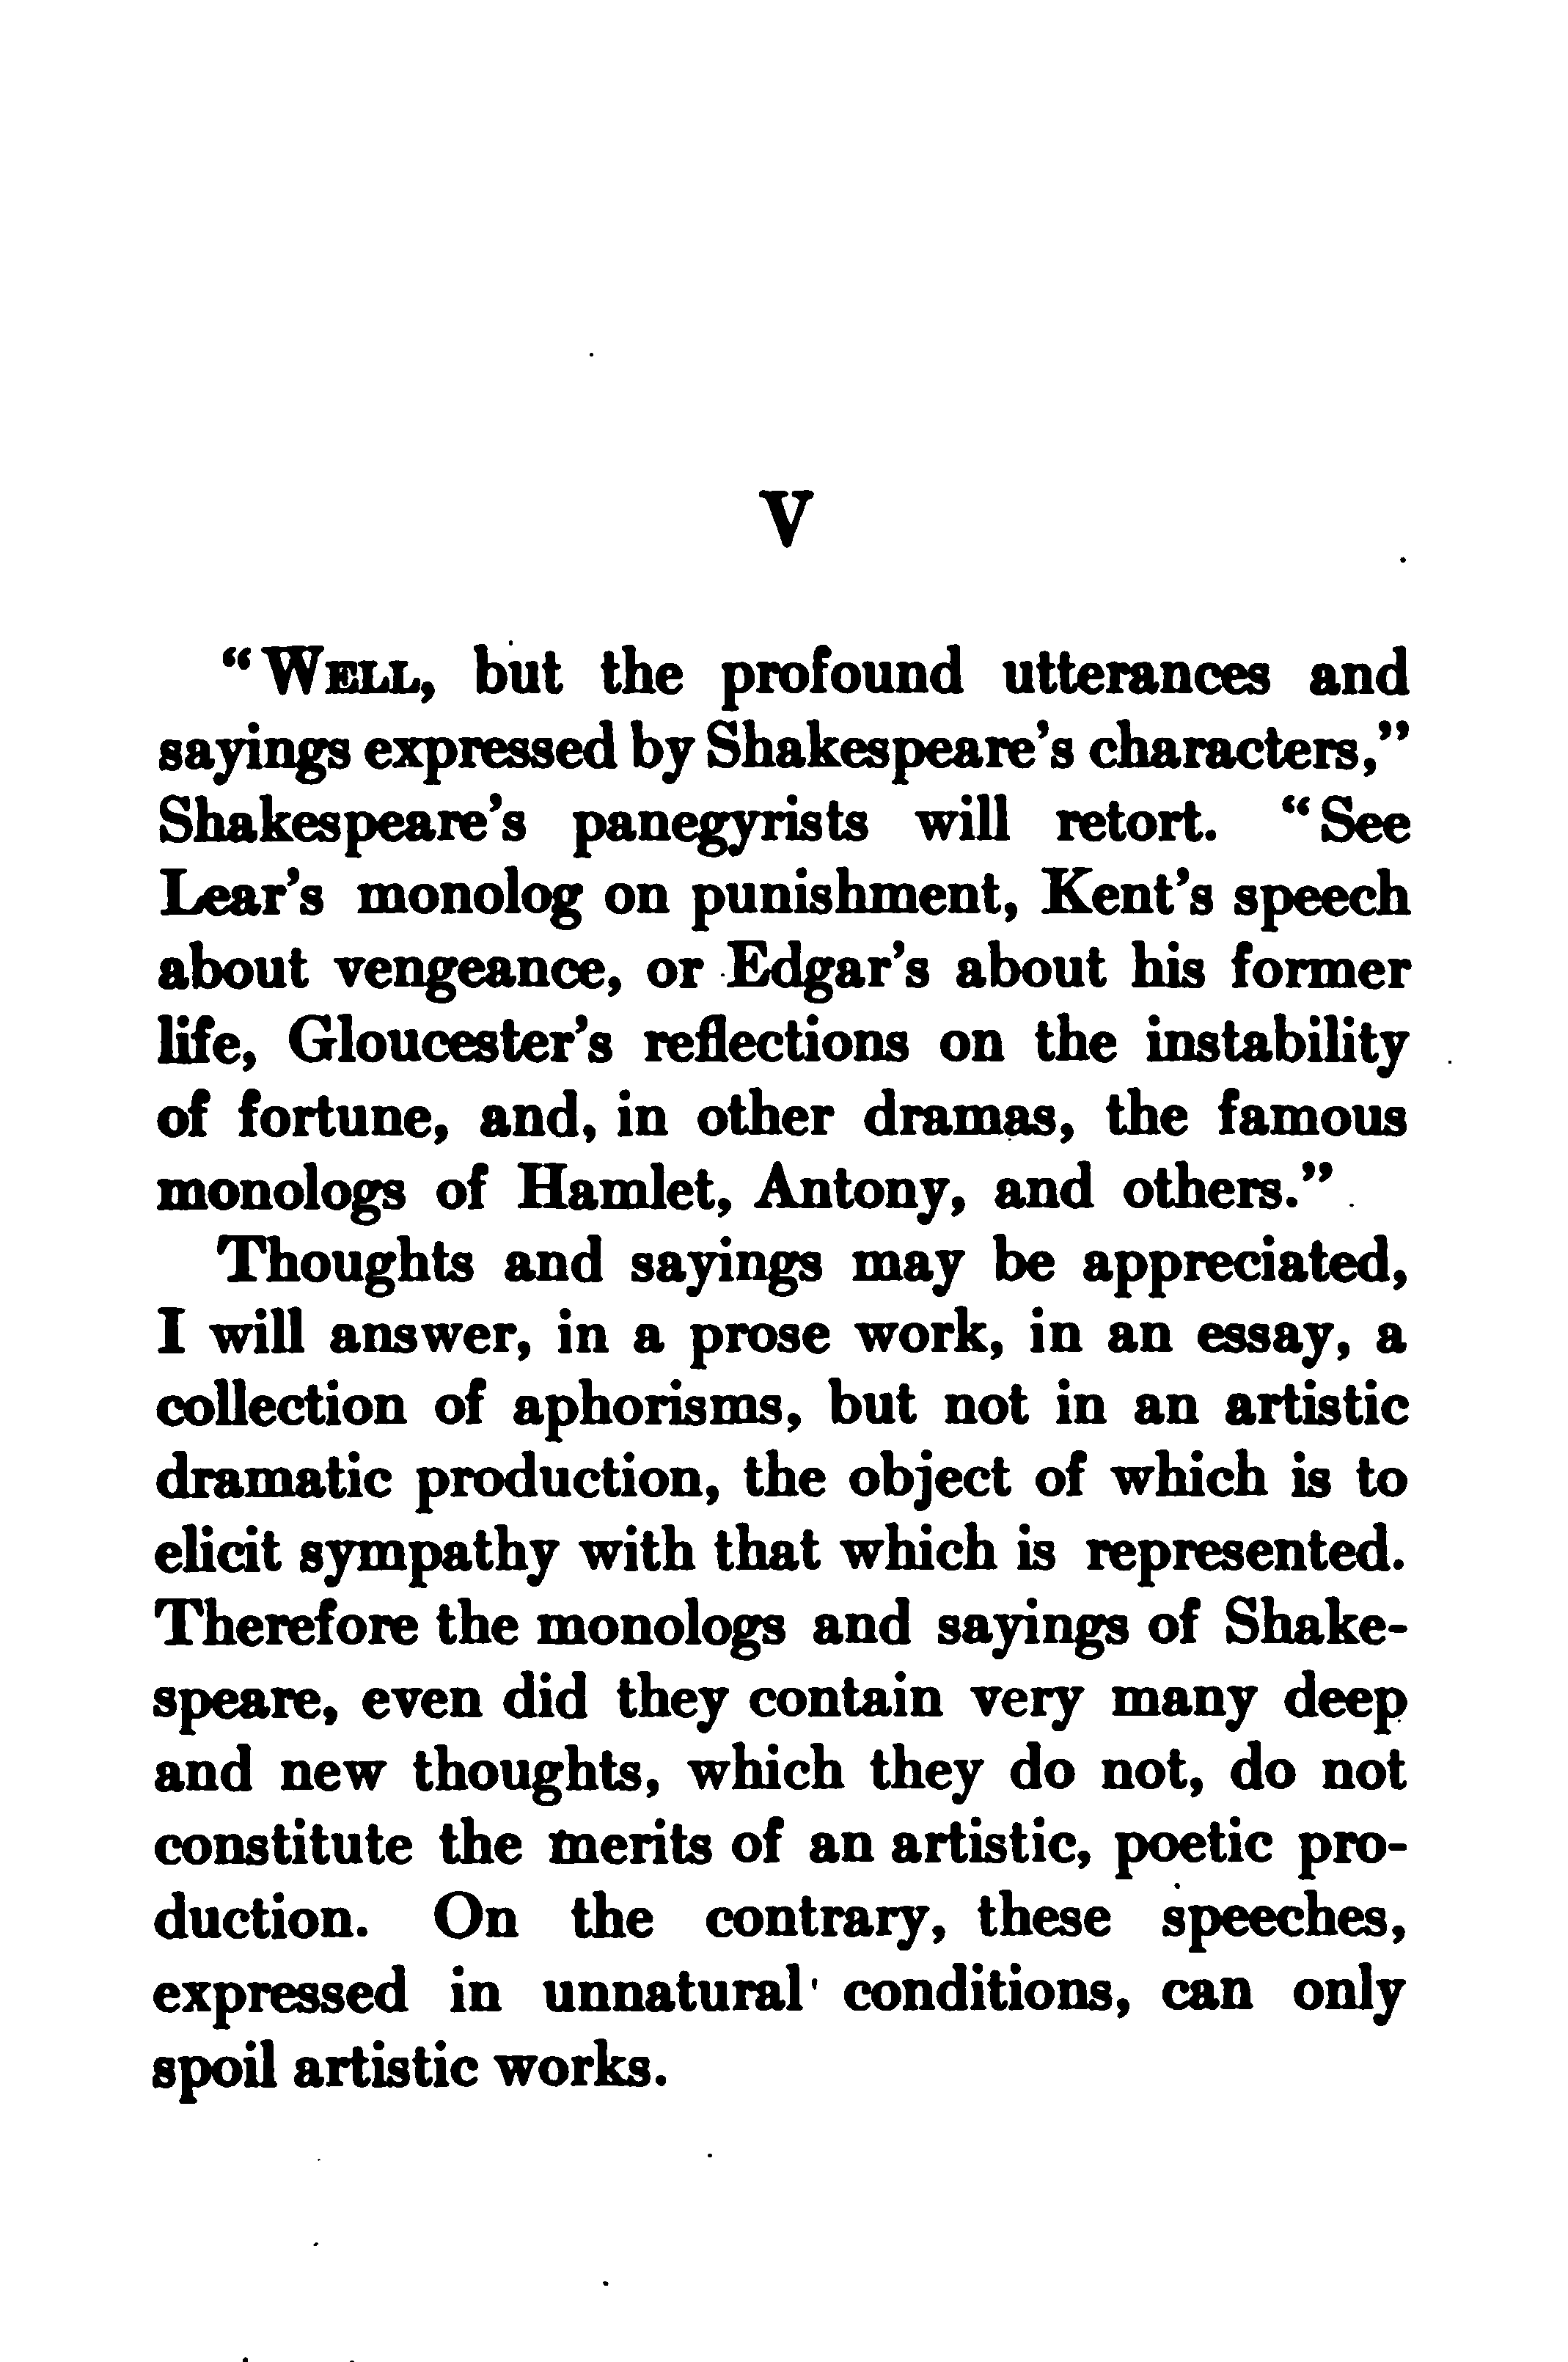 V
“WELL, but the profound utterances and
sayings expressed by Shakespeare’s characters,”
Shakespeare’s panegyrists will retort. “See
Lear’s monolog on punishment, Kent’s speech
about vengeance, or Edgar’s about his former
life, Gloucester’s reflections on the instability
of fortune, and, in other dramas, the famous
monologs of Hamlet, Antony, and others.”
Thoughts and sayings may be appreciated,
I will answer, in a prose work, in an essay, a
collection of aphorisms, but not in an artistic
dramatic production, the object of which is to
elicit sympathy with that which is represented.
Therefore the monologs and sayings of Shake-
speare, even did they contain very many deep
and new thoughts, which they do not, do not
constitute the merits of an artistic, poetic pro-
duction. On the contrary, these speeches,
expressed in unnatural conditions, can only
spoil artistic works.